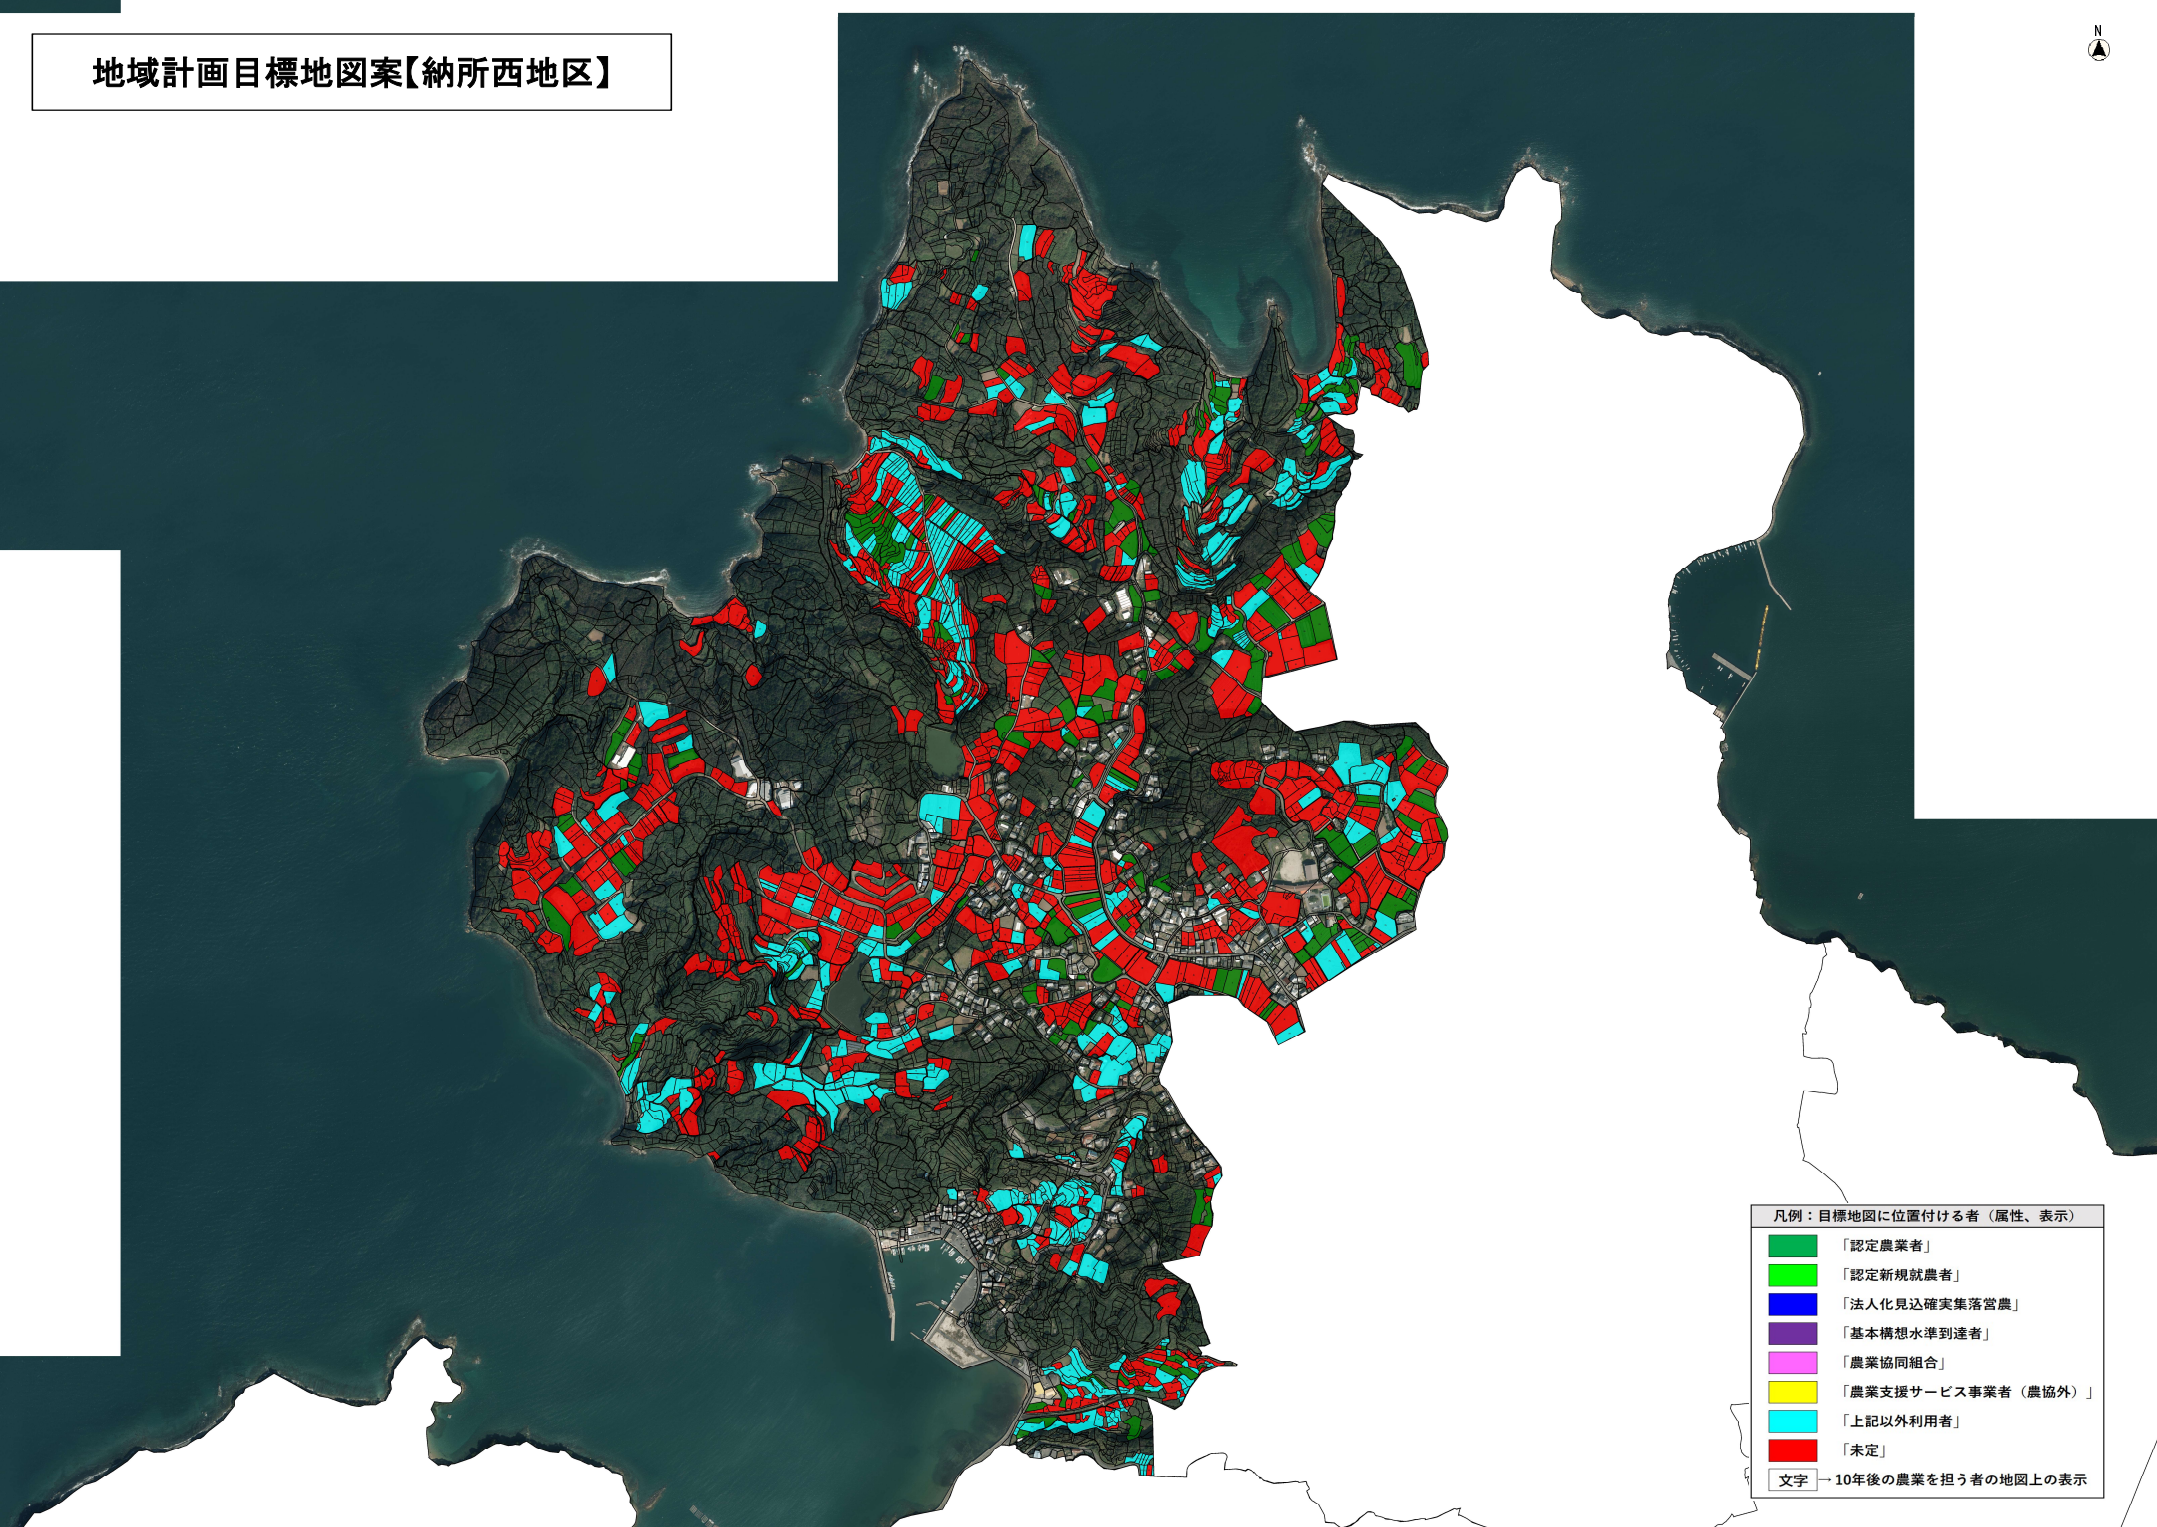 地域計画目標地図案【納所西地区】
N
凡例：目標地図に位置付ける者（属性、表示）
「認定農業者」
「認定新規就農者」
「法人化見込確実集落営農」
「基本構想水準到達者」
「農業協同組合」
「農業支援サービス事業者（農協外）」
「上記以外利用者」
「未定」
文字→10年後の農業を担う者の地図上の表示